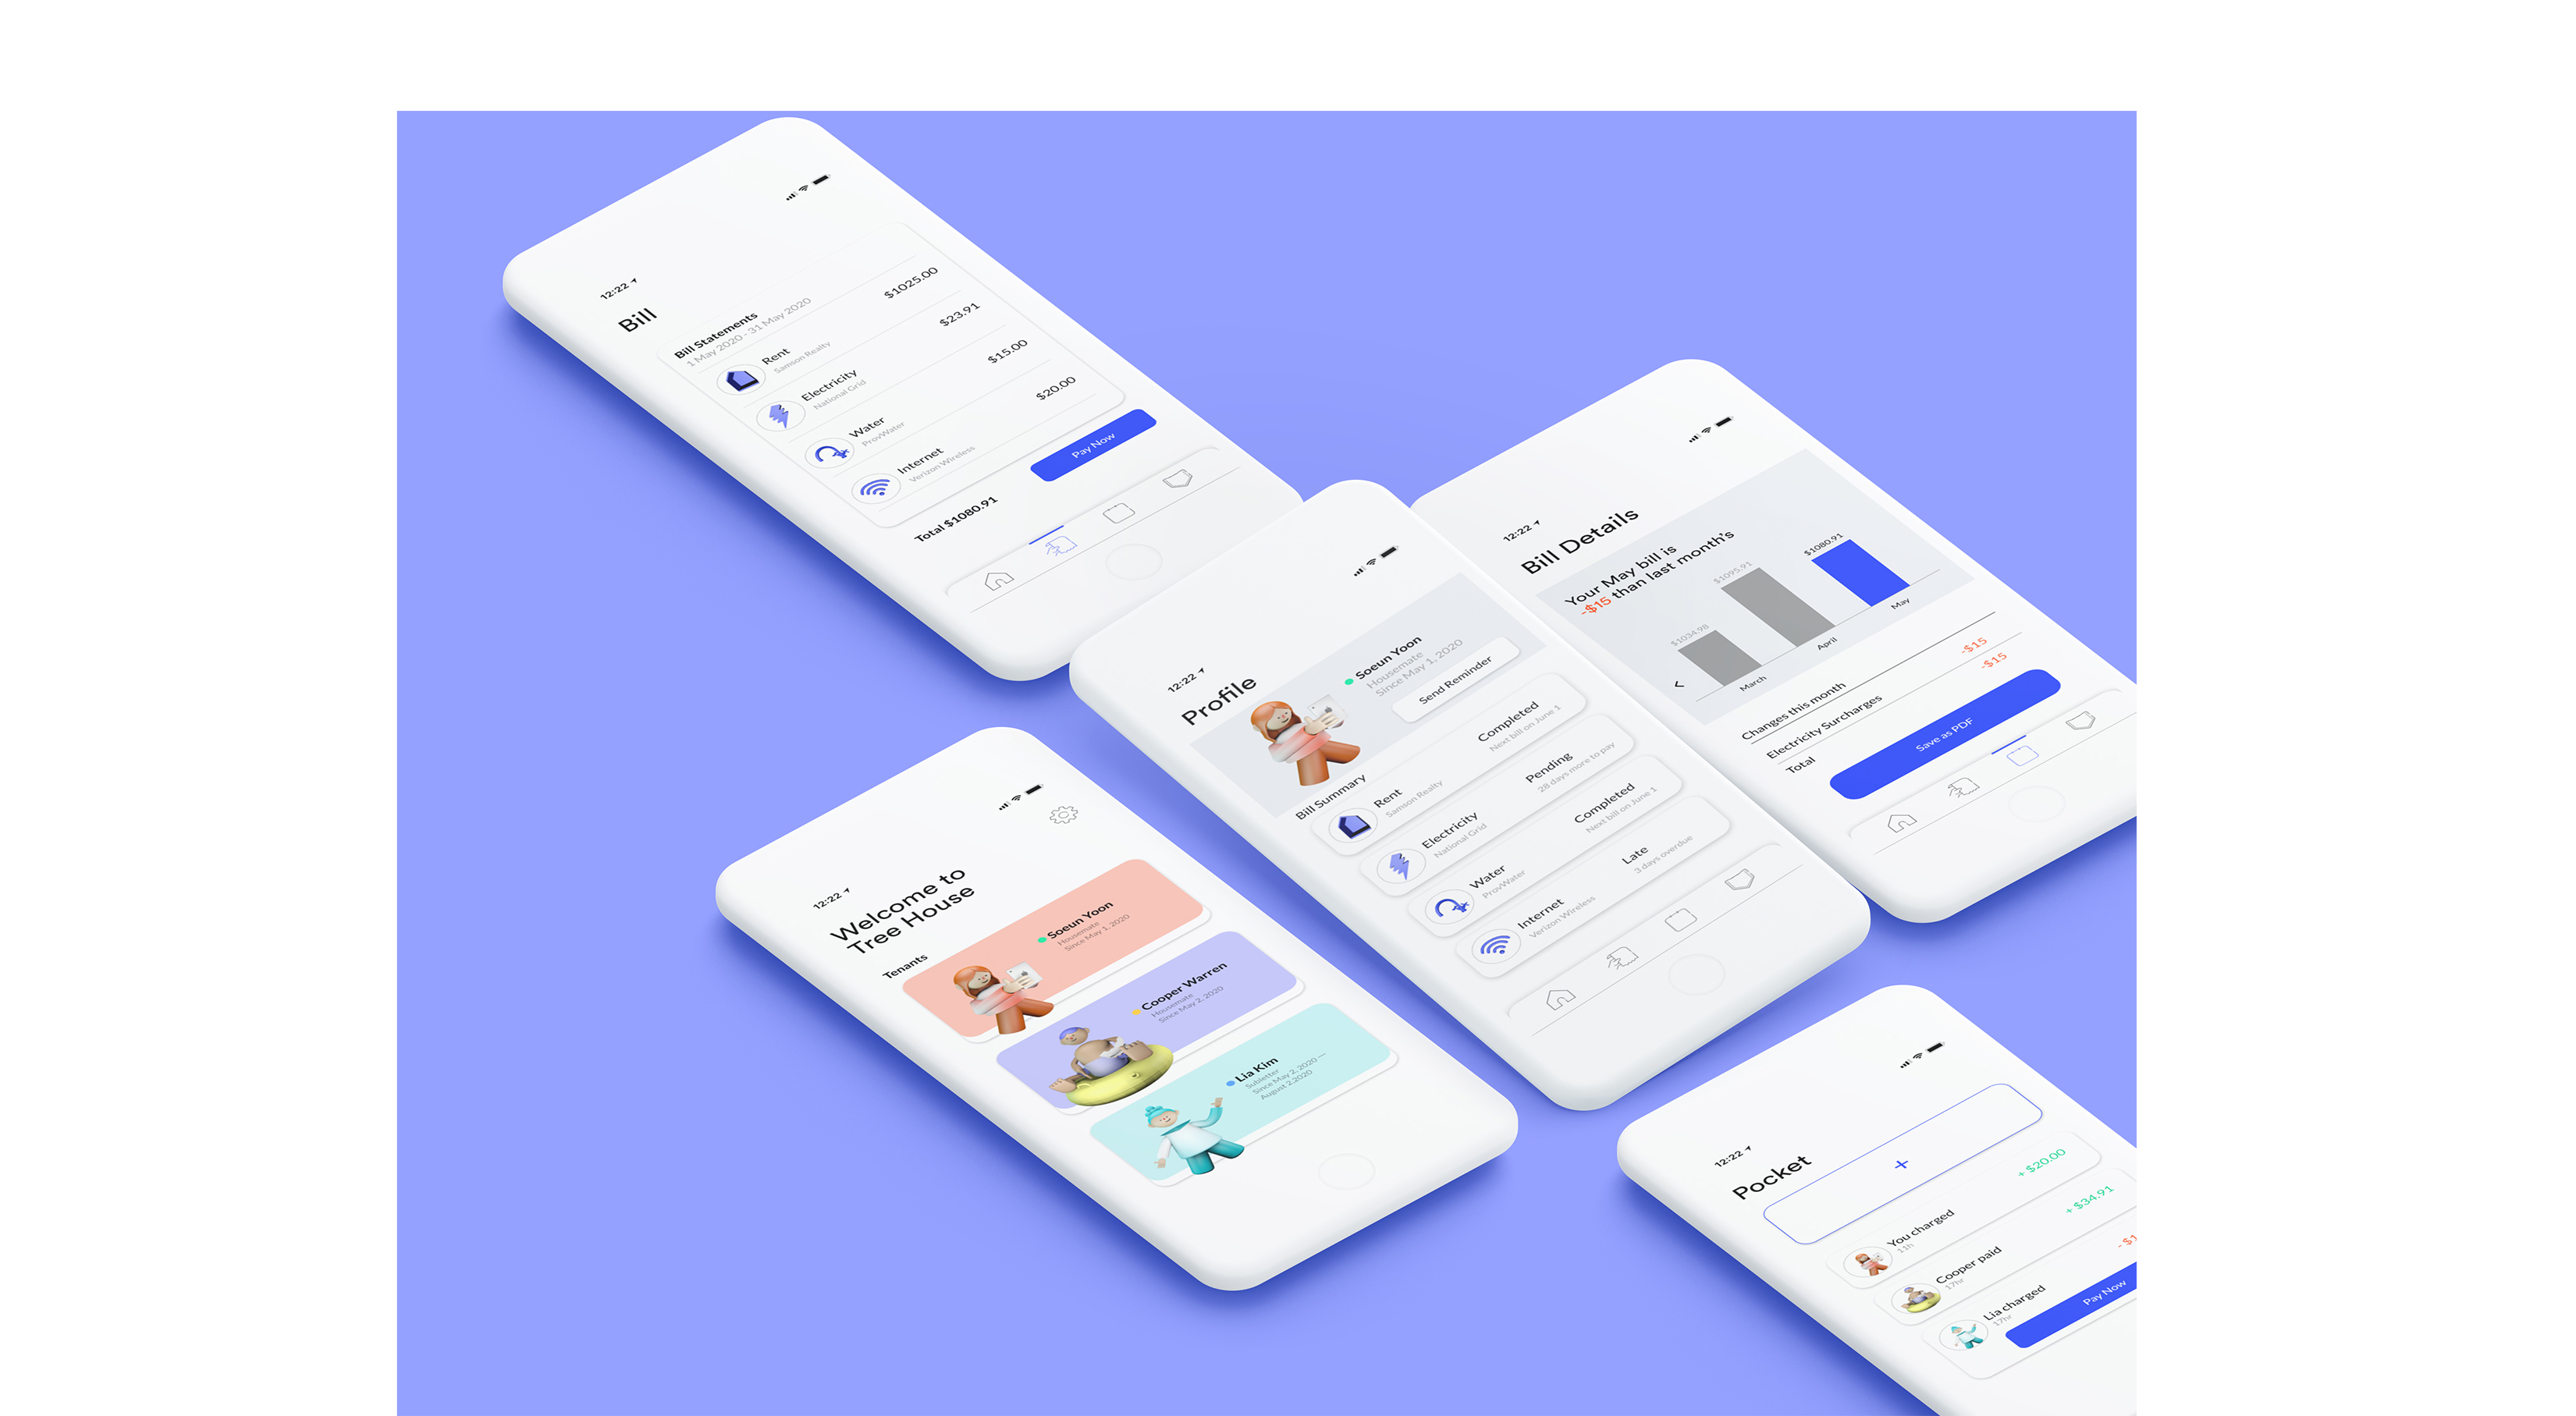 12:22
Bill
Bill Statements
1 May 2020 - 31 May 2020
Rent
Samson Realty
$1025.00
Electricity
National Grid
$23.91
Water
ProvWater
$15.00
Internet
Verizon Wireless
$20.00
Total $1080.91
Pay Now
12:22
Bill Details
Your May bill is
-$15 than last month's
$1034.98
$1095.91
$1080.91
March
April
May
Changes this month
Electricity Surcharges
-$15
Total
-$15
Save as PDF
12:22
Profile
Soeun Yoon
Housemate
Since May 1, 2020
Send Reminder
Bill Summary
Rent
Samson Realty
Completed
Next bill on June 1
Electricity
National Grid
Pending
28 days more to pay
Water
ProvWater
Completed
Next bill on June 1
Internet
Verizon Wireless
Late
3 days overdue
12:22
Welcome to
Tree House
Tenants
Soeun Yoon
Housemate
Since May 1, 2020
Cooper Warren
Housemate
Since May 2, 2020
Lia Kim
Subletter
Since May 2, 2020 —
August 2,2020
12:22
Pocket
+
You charged
11h
+ $20.00
Cooper paid
17hr
+ $34.91
Lia charged
17hr
- $1
Pay Now